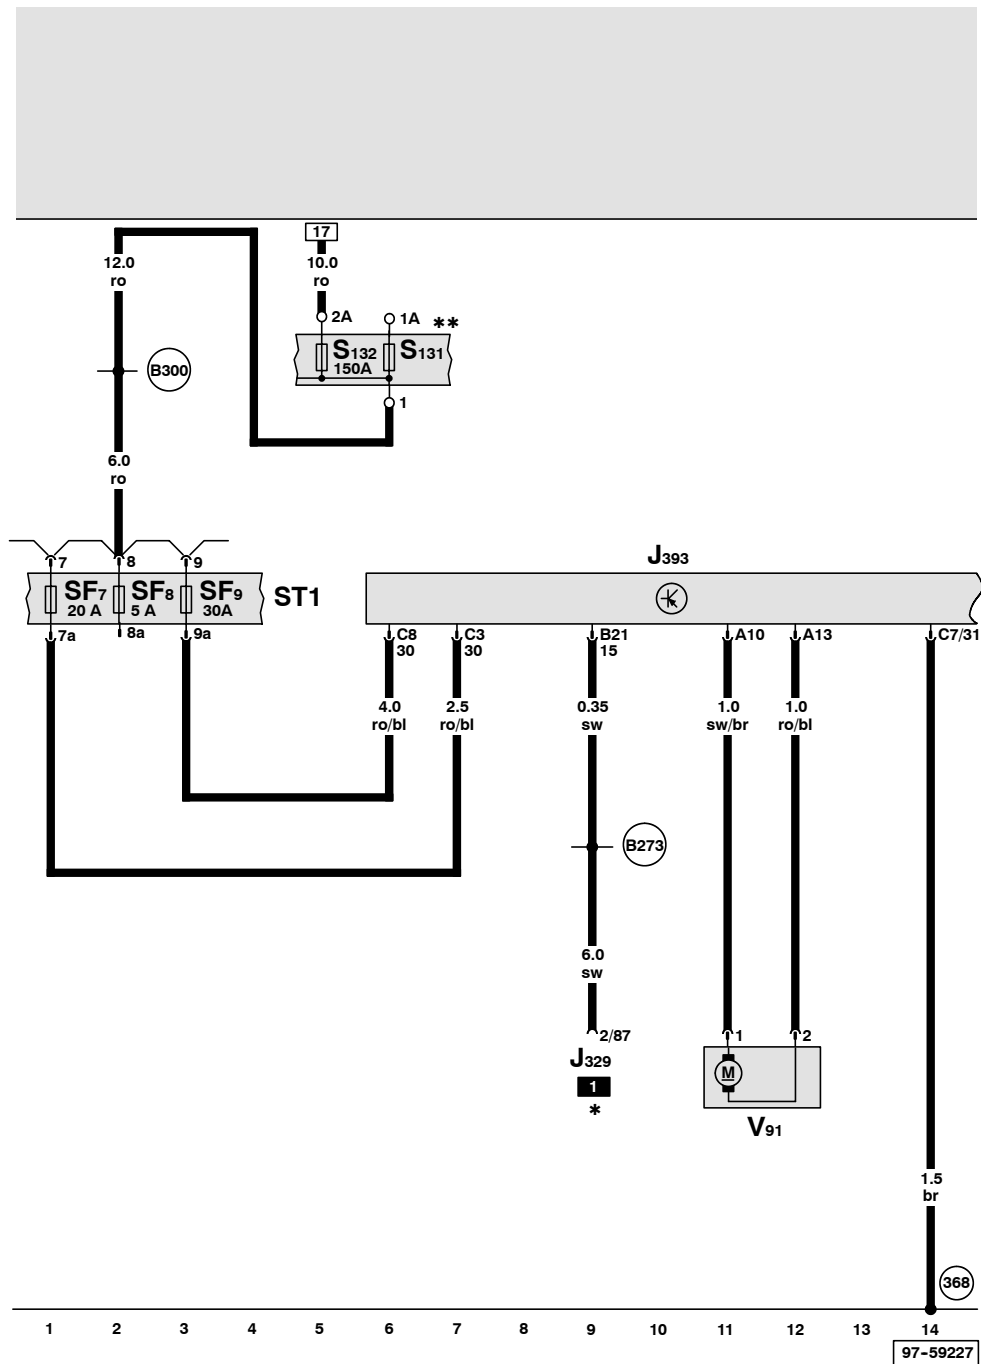 17
12.0
ro
10.0
ro
2A
1A
**
S132
150A
S131
B300
1
6.0
ro
7
8
9
J393
SF7
20 A
SF8
5 A
SF9
30A
ST1
7a
8a
9a
C8
30
C3
30
B21
15
A10
A13
C7/31
4.0
ro/bl
2.5
ro/bl
0.35
sw
1.0
sw/br
1.0
ro/bl
B273
6.0
sw
2/87
1
2
J329
1
*
M
V91
1.5
br
368
1 2 3 4 5 6 7 8 9 10 11 12 13 14
97-59227